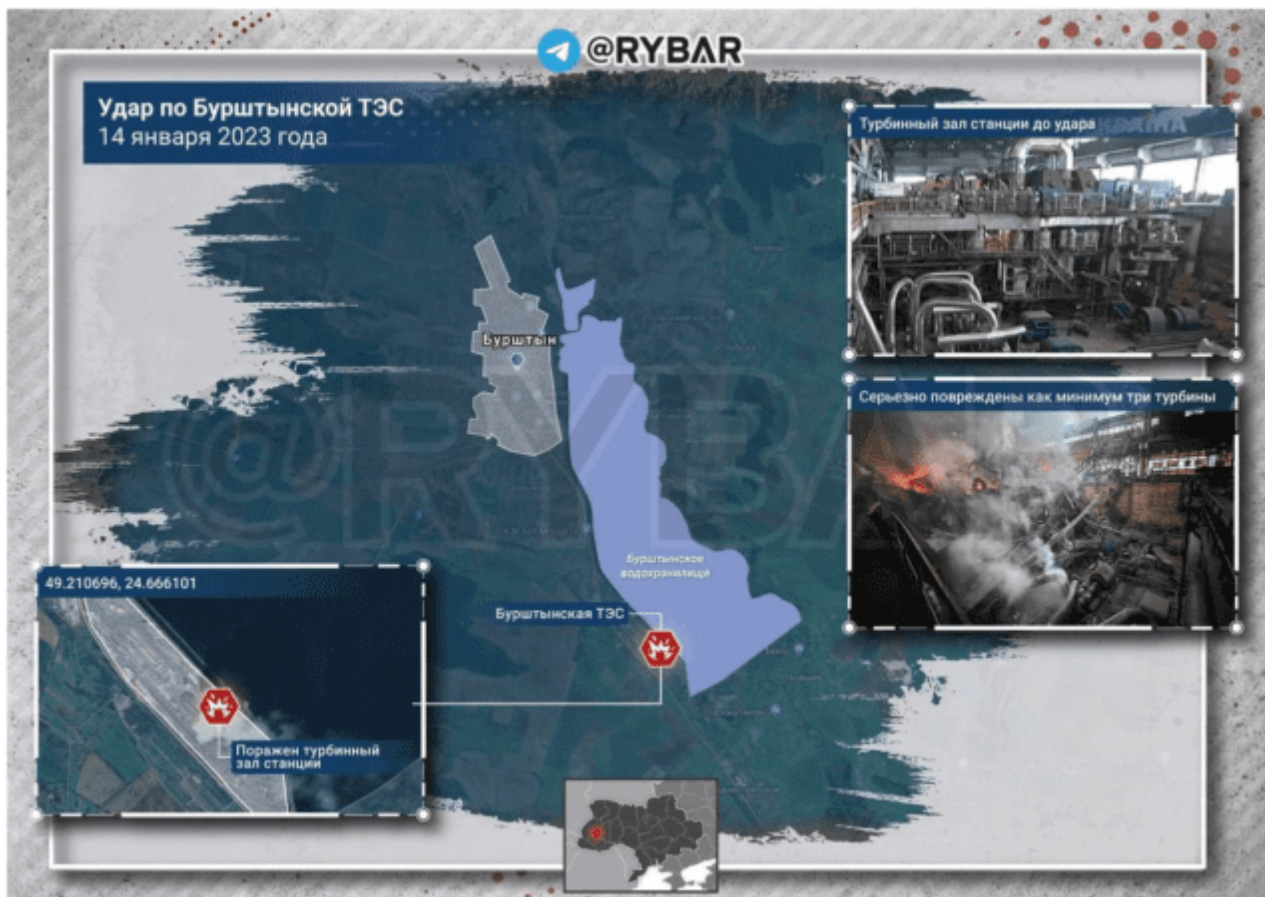 @RYBAR
Удар по Бурштынской ТЭС
14 января 2023 года
Турбинный зал станции до удара
Бурштын
Серьезно повреждены как минимум три турбины
@RYBA
Бурштынское
водохранилище
49.210696, 24.666101
Бурштынская ТЭС
Поражен турбинный
зал станции